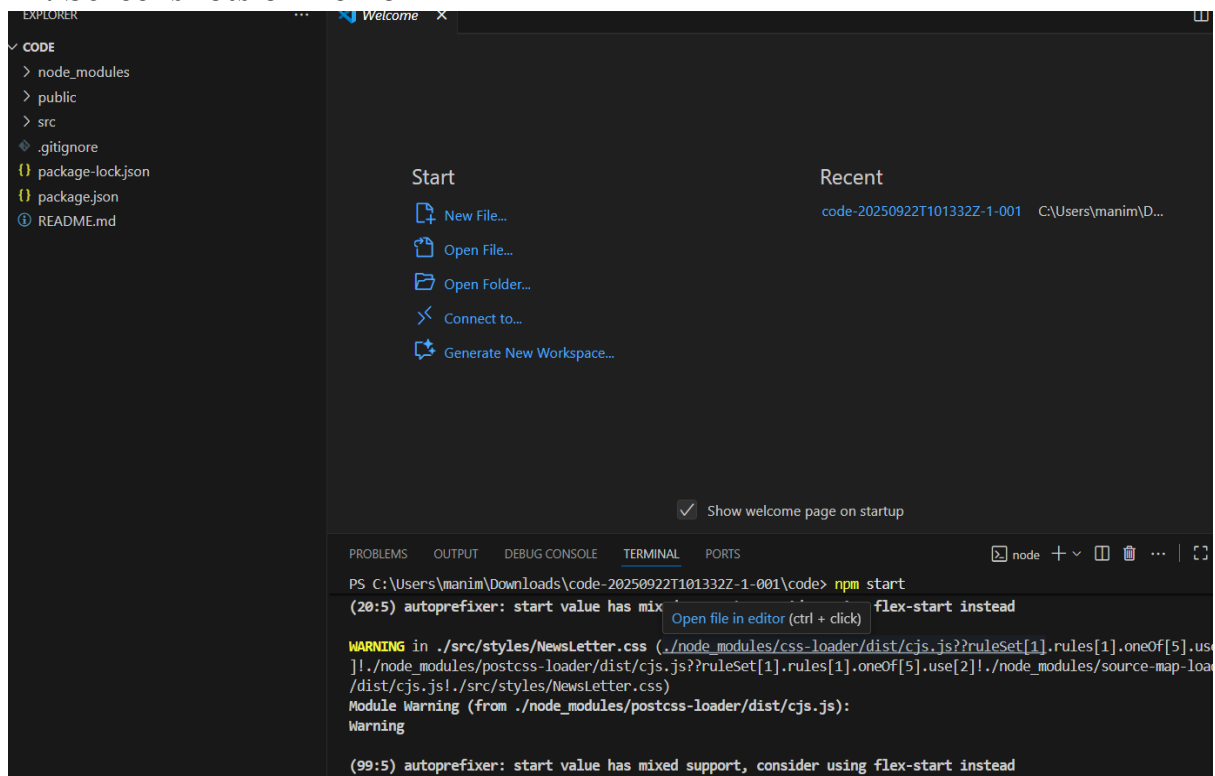 EXPLORER
Welcome
CODE
node_modules
public
src
.gitignore
package-lock.json
package.json
README.md
Start
New File...
Open File...
Open Folder...
Connect to...
Generate New Workspace...
Recent
code-20250922T101332Z-1-001 C:\Users\manim\D...
Show welcome page on startup
PROBLEMS OUTPUT DEBUG CONSOLE TERMINAL PORTS
node
PS C:\Users\manim\Downloads\code-20250922T101332Z-1-001\code> npm start
(20:5) autoprefixer: start value has flex-start instead
Open file in editor (ctrl + click)
WARNING in ./src/styles/NewsLetter.css (./node_modules/css-loader/dist/cjs.js??ruleSet[1].rules[1].oneOf[5].use
]!./node_modules/postcss-loader/dist/cjs.js??ruleSet[1].rules[1].oneOf[5].use[2]!./node_modules/source-map-load
/dist/cjs.js!./src/styles/NewsLetter.css)
Module Warning (from ./node_modules/postcss-loader/dist/cjs.js):
Warning
(99:5) autoprefixer: start value has mixed support, consider using flex-start instead